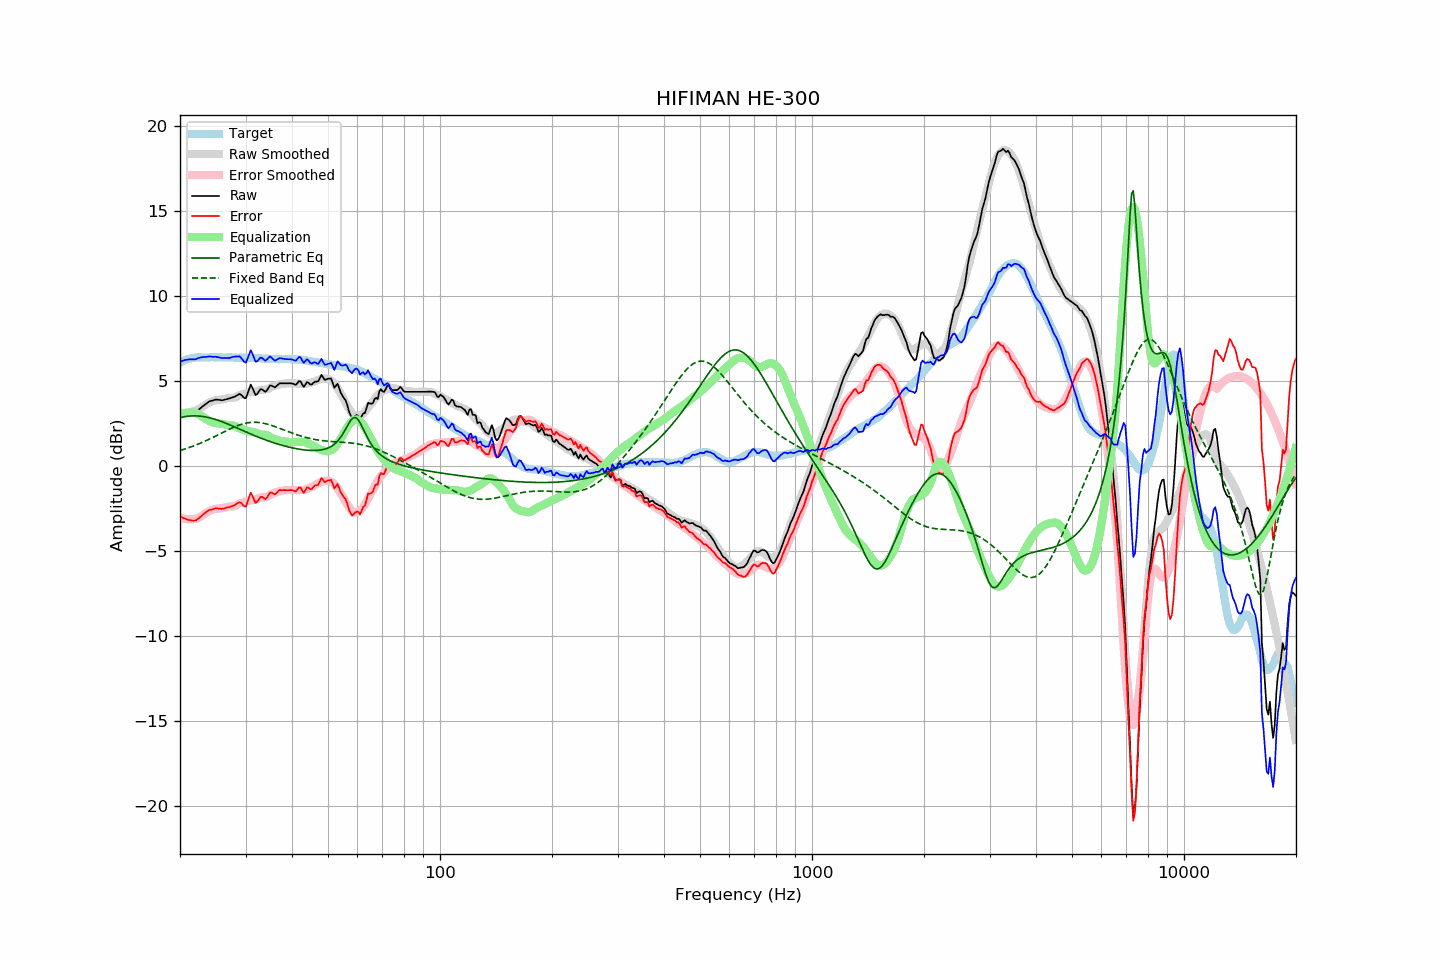 HIFIMAN HE-300
Target
Raw Smoothed
Error Smoothed
Raw
Error
Equalization
Parametric Eq
Fixed Band Eq
Equalized
20
15
10
5
0
−5
−10
−15
−20
Amplitude (dBr)
100
1000
10000
Frequency (Hz)